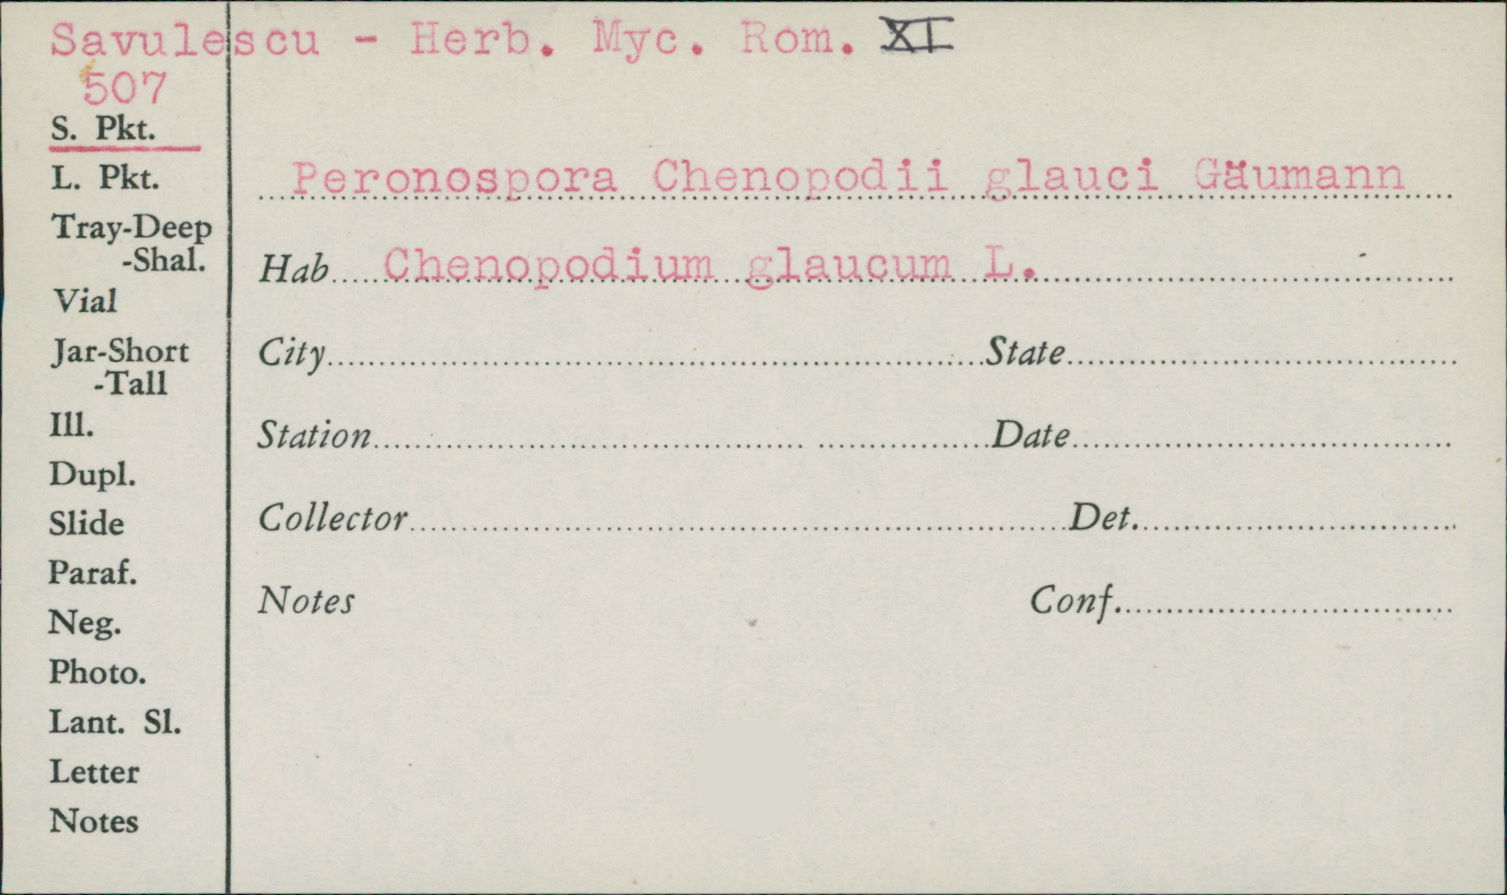 Savulescu - Herb. Myc. Rom. XI
507
S. Pkt.
L. Pkt.
Peronospora Chenopodii glauci Gäumann
Tray-Deep
-Shal.
Hab Chenopodium glaucum L.
Vial
Jar-Short
-Tall
City State
Ill.
Station Date
Dupl.
Slide
Collector Det.
Paraf.
Neg.
Notes Conf.
Photo.
Lant. Sl.
Letter
Notes